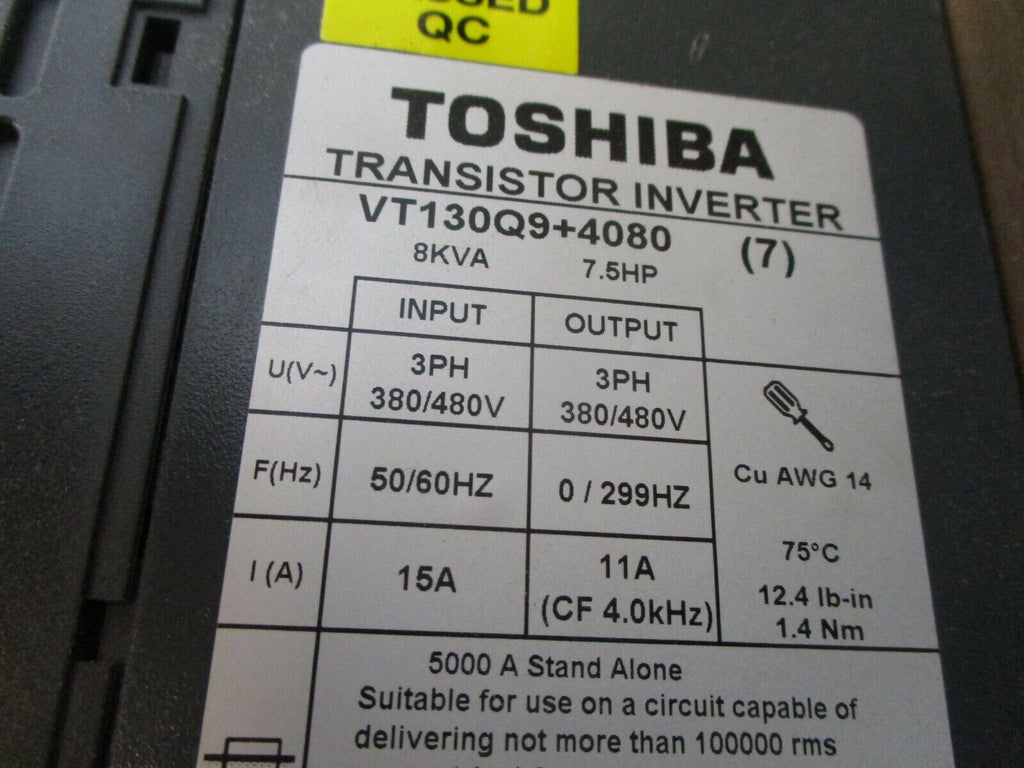 QC
TOSHIBA
TRANSISTOR INVERTER
VT130Q9+4080 (7)
8KVA 7.5HP
INPUT OUTPUT
U(V~) 3PH 380/480V 3PH 380/480V
F(Hz) 50/60HZ 0 / 299HZ
I (A) 15A 11A (CF 4.0kHz)
Cu AWG 14
75°C
12.4 lb-in
1.4 Nm
5000 A Stand Alone
Suitable for use on a circuit capable of
delivering not more than 100000 rms